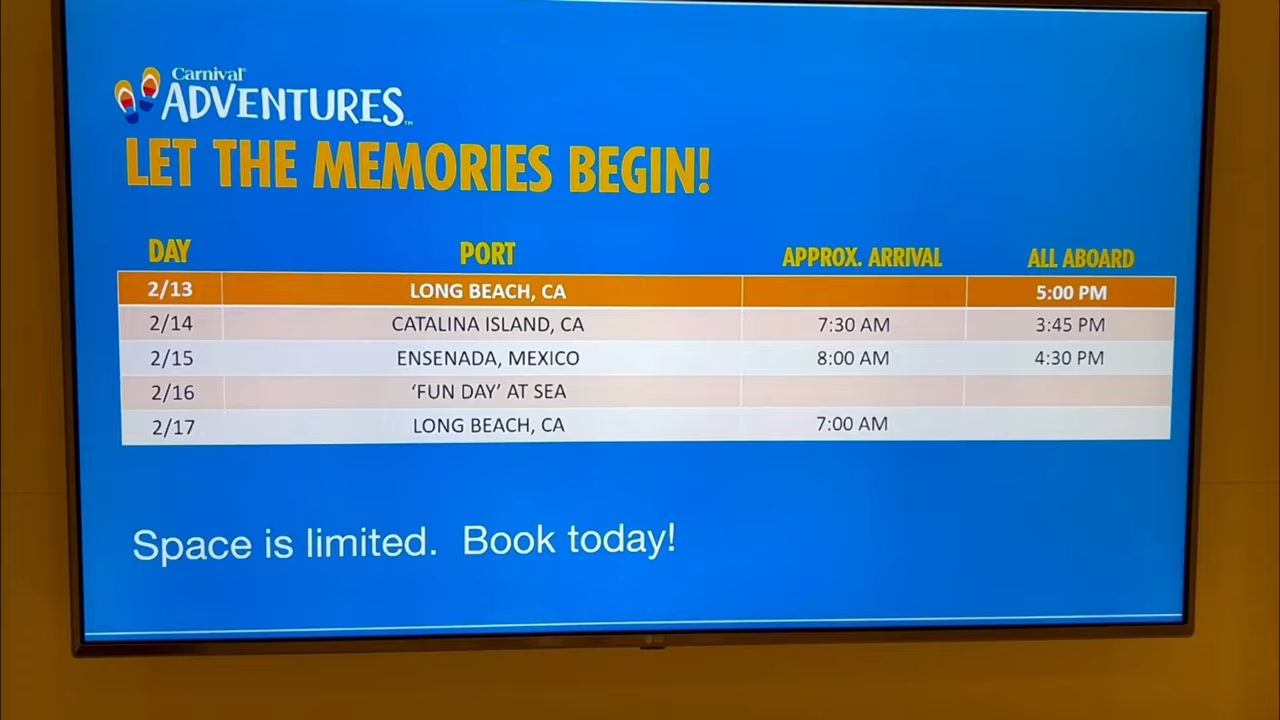 Carnival®
ADVENTURES™
LET THE MEMORIES BEGIN!
DAY PORT APPROX. ARRIVAL ALL ABOARD
2/13 LONG BEACH, CA 5:00 PM
2/14 CATALINA ISLAND, CA 7:30 AM 3:45 PM
2/15 ENSENADA, MEXICO 8:00 AM 4:30 PM
2/16 ‘FUN DAY’ AT SEA
2/17 LONG BEACH, CA 7:00 AM
Space is limited. Book today!
LG